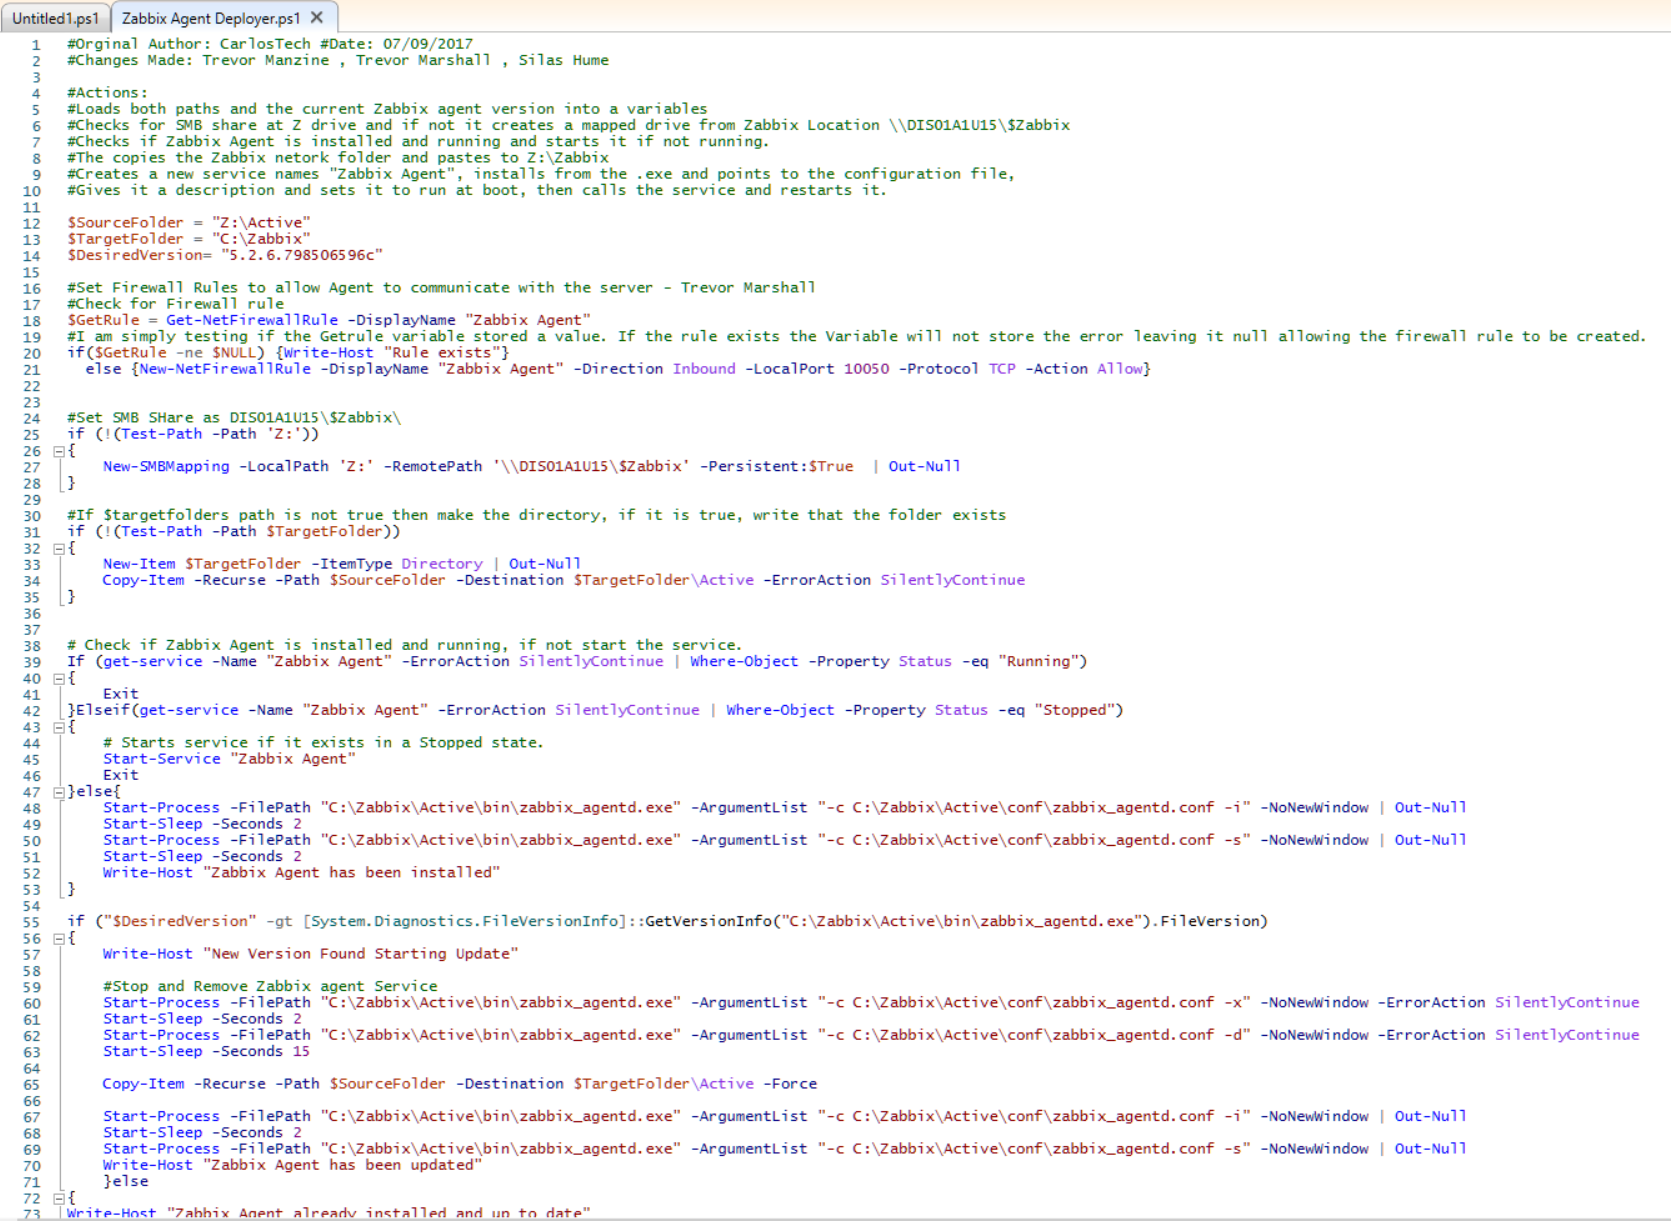 Untitled1.ps1 Zabbix Agent Deployer.ps1 X
1 #Orginal Author: CarlosTech #Date: 07/09/2017
2 #Changes Made: Trevor Manzine , Trevor Marshall , Silas Hume
3
4 #Actions:
5 #Loads both paths and the current Zabbix agent version into a variables
6 #Checks for SMB share at Z drive and if not it creates a mapped drive from Zabbix Location \\DIS01A1U15\$Zabbix
7 #Checks if Zabbix Agent is installed and running and starts it if not running.
8 #The copies the Zabbix netork folder and pastes to Z:\Zabbix
9 #Creates a new service names "Zabbix Agent", installs from the .exe and points to the configuration file,
10 #Gives it a description and sets it to run at boot, then calls the service and restarts it.
11
12 $SourceFolder = "Z:\Active"
13 $TargetFolder = "C:\Zabbix"
14 $DesiredVersion= "5.2.6.798506596c"
15
16 #Set Firewall Rules to allow Agent to communicate with the server - Trevor Marshall
17 #Check for Firewall rule
18 $GetRule = Get-NetFirewallRule -DisplayName "Zabbix Agent"
19 #I am simply testing if the Getrule variable stored a value. If the rule exists the Variable will not store the error leaving it null allowing the firewall rule to be created.
20 if($GetRule -ne $NULL) {Write-Host "Rule exists"}
21 else {New-NetFirewallRule -DisplayName "Zabbix Agent" -Direction Inbound -LocalPort 10050 -Protocol TCP -Action Allow}
22
23
24 #Set SMB SHare as DIS01A1U15\$Zabbix\
25 if (!(Test-Path -Path 'Z:'))
26 {
27 New-SMBMapping -LocalPath 'Z:' -RemotePath '\\DIS01A1U15\$Zabbix' -Persistent:$True | Out-Null
28 }
29
30 #If $targetfolders path is not true then make the directory, if it is true, write that the folder exists
31 if (!(Test-Path -Path $TargetFolder))
32 {
33 New-Item $TargetFolder -ItemType Directory | Out-Null
34 Copy-Item -Recurse -Path $SourceFolder -Destination $TargetFolder\Active -ErrorAction SilentlyContinue
35 }
36
37
38 # Check if Zabbix Agent is installed and running, if not start the service.
39 If (get-service -Name "Zabbix Agent" -ErrorAction SilentlyContinue | Where-Object -Property Status -eq "Running")
40 {
41 Exit
42 }Elseif(get-service -Name "Zabbix Agent" -ErrorAction SilentlyContinue | Where-Object -Property Status -eq "Stopped")
43 {
44 # Starts service if it exists in a Stopped state.
45 Start-Service "Zabbix Agent"
46 Exit
47 }else{
48 Start-Process -FilePath "C:\Zabbix\Active\bin\zabbix_agentd.exe" -ArgumentList "-c C:\Zabbix\Active\conf\zabbix_agentd.conf -i" -NoNewWindow | Out-Null
49 Start-Sleep -Seconds 2
50 Start-Process -FilePath "C:\Zabbix\Active\bin\zabbix_agentd.exe" -ArgumentList "-c C:\Zabbix\Active\conf\zabbix_agentd.conf -s" -NoNewWindow | Out-Null
51 Start-Sleep -Seconds 2
52 Write-Host "Zabbix Agent has been installed"
53 }
54
55 if ("$DesiredVersion" -gt [System.Diagnostics.FileVersionInfo]::GetVersionInfo("C:\Zabbix\Active\bin\zabbix_agentd.exe").FileVersion)
56 {
57 Write-Host "New Version Found Starting Update"
58
59 #Stop and Remove Zabbix agent Service
60 Start-Process -FilePath "C:\Zabbix\Active\bin\zabbix_agentd.exe" -ArgumentList "-c C:\Zabbix\Active\conf\zabbix_agentd.conf -x" -NoNewWindow -ErrorAction SilentlyContinue
61 Start-Sleep -Seconds 2
62 Start-Process -FilePath "C:\Zabbix\Active\bin\zabbix_agentd.exe" -ArgumentList "-c C:\Zabbix\Active\conf\zabbix_agentd.conf -d" -NoNewWindow -ErrorAction SilentlyContinue
63 Start-Sleep -Seconds 15
64
65 Copy-Item -Recurse -Path $SourceFolder -Destination $TargetFolder\Active -Force
66
67 Start-Process -FilePath "C:\Zabbix\Active\bin\zabbix_agentd.exe" -ArgumentList "-c C:\Zabbix\Active\conf\zabbix_agentd.conf -i" -NoNewWindow | Out-Null
68 Start-Sleep -Seconds 2
69 Start-Process -FilePath "C:\Zabbix\Active\bin\zabbix_agentd.exe" -ArgumentList "-c C:\Zabbix\Active\conf\zabbix_agentd.conf -s" -NoNewWindow | Out-Null
70 Write-Host "Zabbix Agent has been updated"
71 }else
72 {
73 Write-Host "Zabbix Agent already installed and up to date"